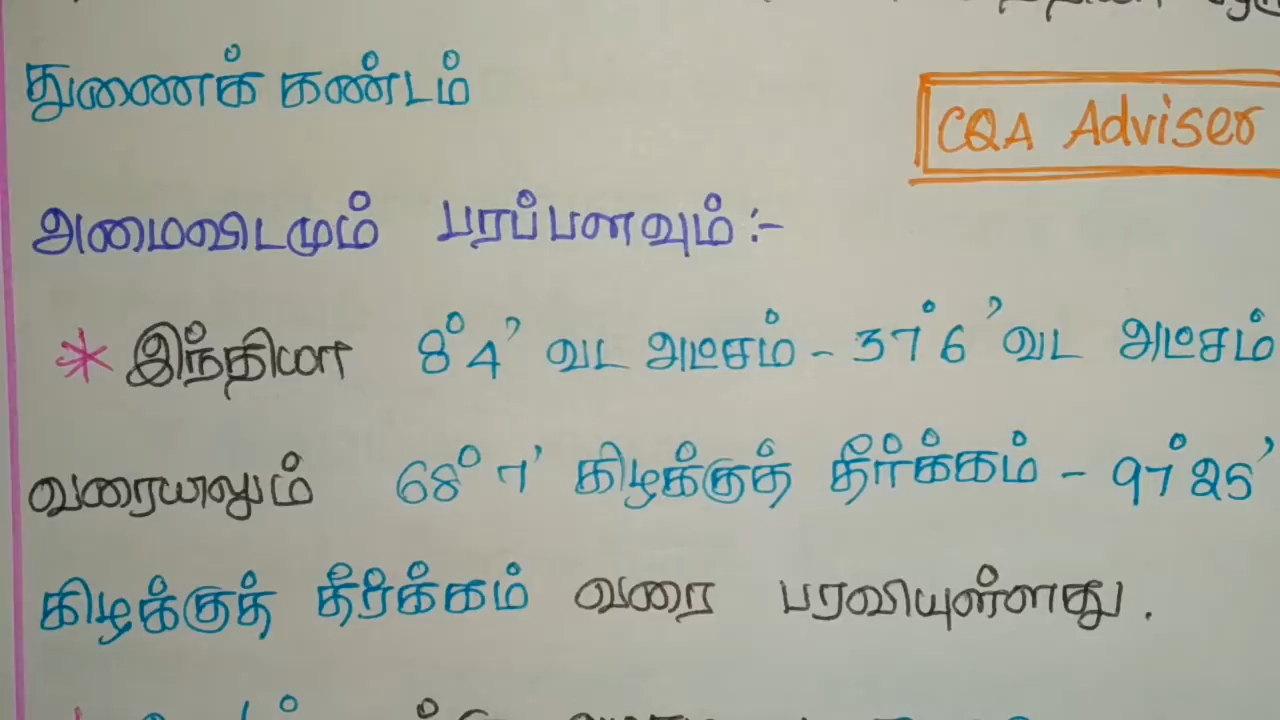 துணைக் கண்டம்
CQA Adviser
அமைவிடமும் பரப்பளவும் :-
* இந்தியா 8° 4' வட அட்சம் - 37° 6' வட அட்சம்
வரையலும் 68° 7' கிழக்குத் தீர்க்கம் - 97° 25'
கிழக்குத் தீர்க்கம் வரை பரவியுள்ளது .